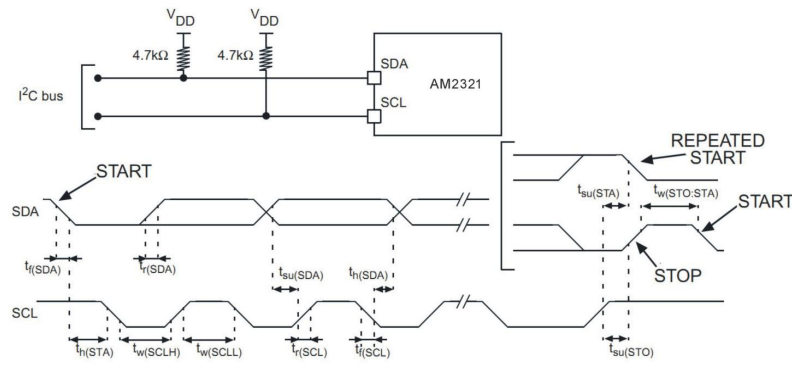 VDD VDD
4.7kΩ 4.7kΩ
SDA
AM2321
I²C bus
SCL
REPEATED
START
START
tsu(STA) tw(STO:STA)
START
SDA
tf(SDA) tr(SDA) tsu(SDA) th(SDA)
STOP
SCL
th(STA) tw(SCLH) tw(SCLL) tr(SCL) tf(SCL) tsu(STO)